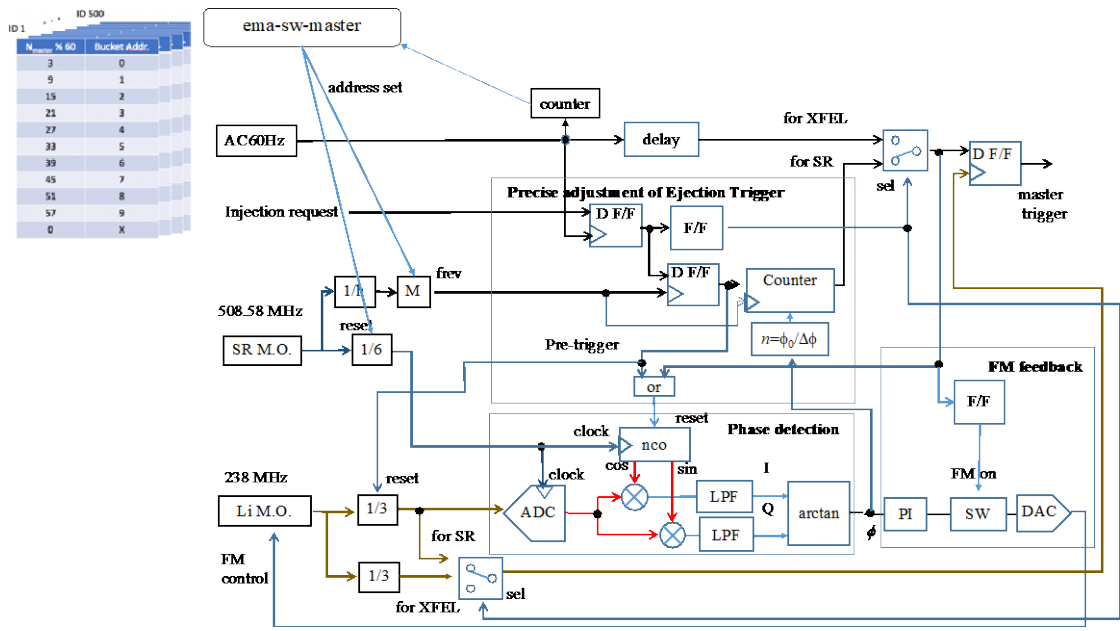 ID 1
ID 500
N_master % 60 Bucket Addr.
3 0
9 1
15 2
21 3
27 4
33 5
39 6
45 7
51 8
57 9
0 X
ema-sw-master
address set
counter
AC60Hz
delay
for XFEL
for SR
sel
D F/F
master
trigger
Precise adjustment of Ejection Trigger
Injection request
D F/F
F/F
frev
D F/F
Counter
1/h
M
508.58 MHz
reset
SR M.O.
1/6
Pre-trigger
n=ϕ0/Δϕ
or
FM feedback
F/F
reset
Phase detection
clock
nco
cos
sin
I
clock
FM on
238 MHz
reset
Li M.O.
1/3
ADC
LPF
Q
LPF
arctan
ϕ
PI
SW
DAC
for SR
FM
control
1/3
sel
for XFEL